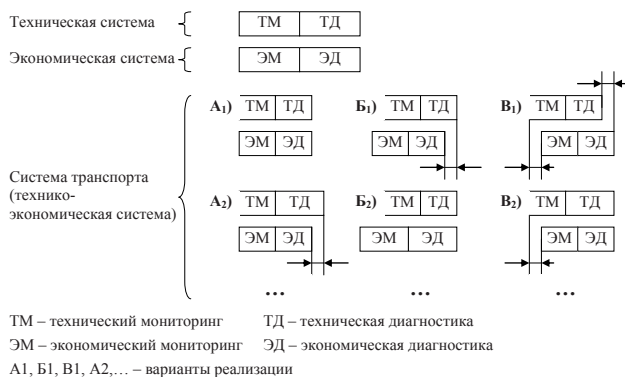 Техническая система { ТМ ТД
Экономическая система { ЭМ ЭД
А₁) ТМ ТД Б₁) ТМ ТД В₁) ТМ ТД
ЭМ ЭД ЭМ ЭД ЭМ ЭД
Система транспорта
(технико-
экономическая система)
А₂) ТМ ТД Б₂) ТМ ТД В₂) ТМ ТД
ЭМ ЭД ЭМ ЭД ЭМ ЭД
... ... ...
ТМ – технический мониторинг ТД – техническая диагностика
ЭМ – экономический мониторинг ЭД – экономическая диагностика
А1, Б1, В1, А2,… – варианты реализации